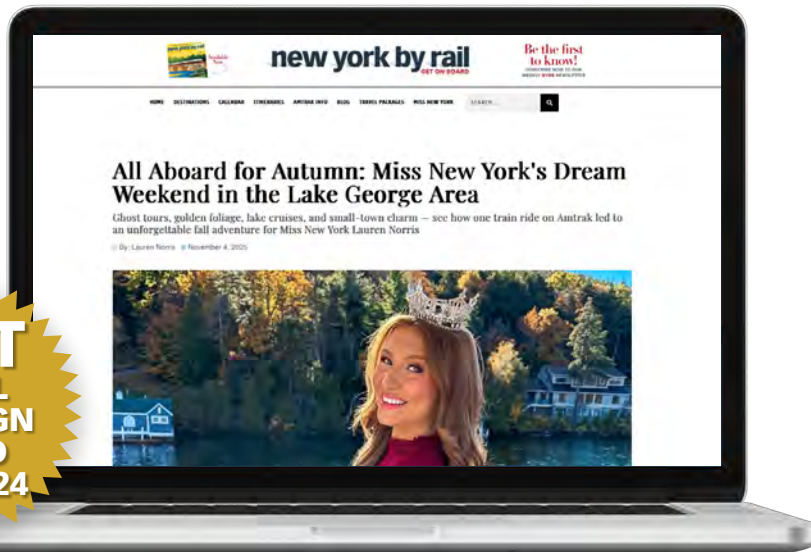 new york by rail
GET ON BOARD
Be the first
to know!
HOME DESTINATIONS CALENDAR ITINERARIES AMTRAK INFO BLOG TRAVEL PACKAGES MISS NEW YORK SEARCH...
All Aboard for Autumn: Miss New York's Dream
Weekend in the Lake George Area
Ghost tours, golden foliage, lake cruises, and small-town charm — see how one train ride on Amtrak led to
an unforgettable fall adventure for Miss New York Lauren Norris
By: Lauren Norris November 4, 2025
T
L
GN
D
24